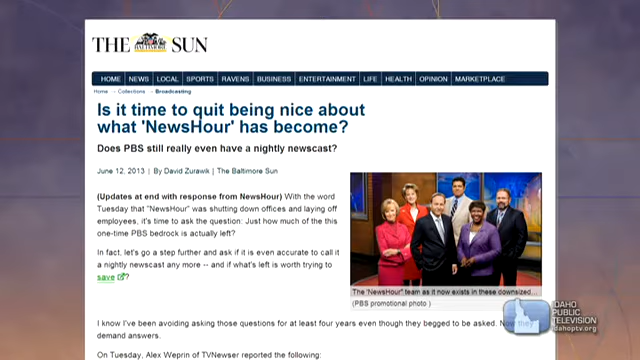 THE BALTIMORE SUN
HOME NEWS LOCAL SPORTS RAVENS BUSINESS ENTERTAINMENT LIFE HEALTH OPINION MARKETPLACE
Home Collections Broadcasting
Is it time to quit being nice about
what 'NewsHour' has become?
Does PBS still really even have a nightly newscast?
June 12, 2013 | By David Zurawik | The Baltimore Sun
(Updates at end with response from NewsHour) With the word
Tuesday that "NewsHour" was shutting down offices and laying off
employees, it's time to ask the question: Just how much of the this
one-time PBS bedrock is actually left?
In fact, let's go a step further and ask if it is even accurate to call it
a nightly newscast any more -- and if what's left is worth trying to
save ?
The "NewsHour" team as it now exists in these downsized...
(PBS promotional photo )
I know I've been avoiding asking those questions for at least four years even though they begged to be asked. Now they
demand answers.
On Tuesday, Alex Weprin of TVNewser reported the following:
IDAHO
PUBLIC
TELEVISION
idahoptv.org